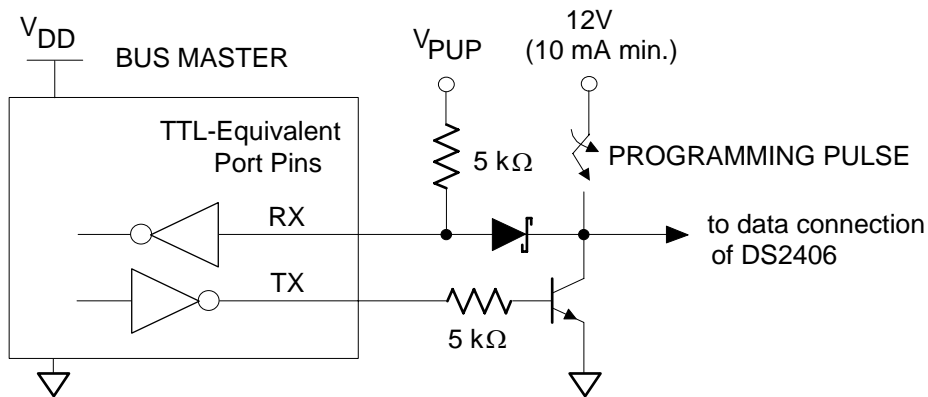 VDD
BUS MASTER
VPUP
12V
(10 mA min.)
TTL-Equivalent
Port Pins
5 kΩ
PROGRAMMING PULSE
RX
to data connection
of DS2406
TX
5 kΩ